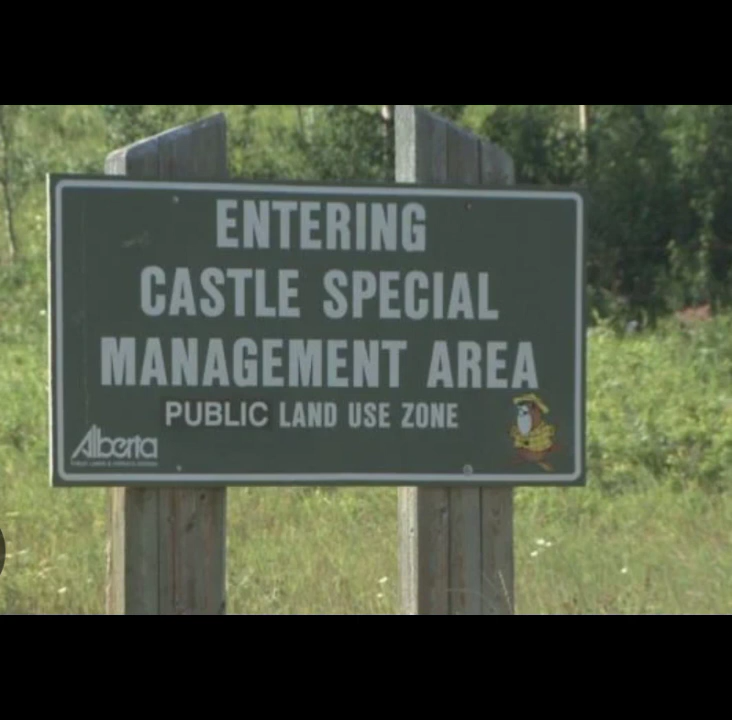 ENTERING
CASTLE SPECIAL
MANAGEMENT AREA
PUBLIC LAND USE ZONE
Alberta